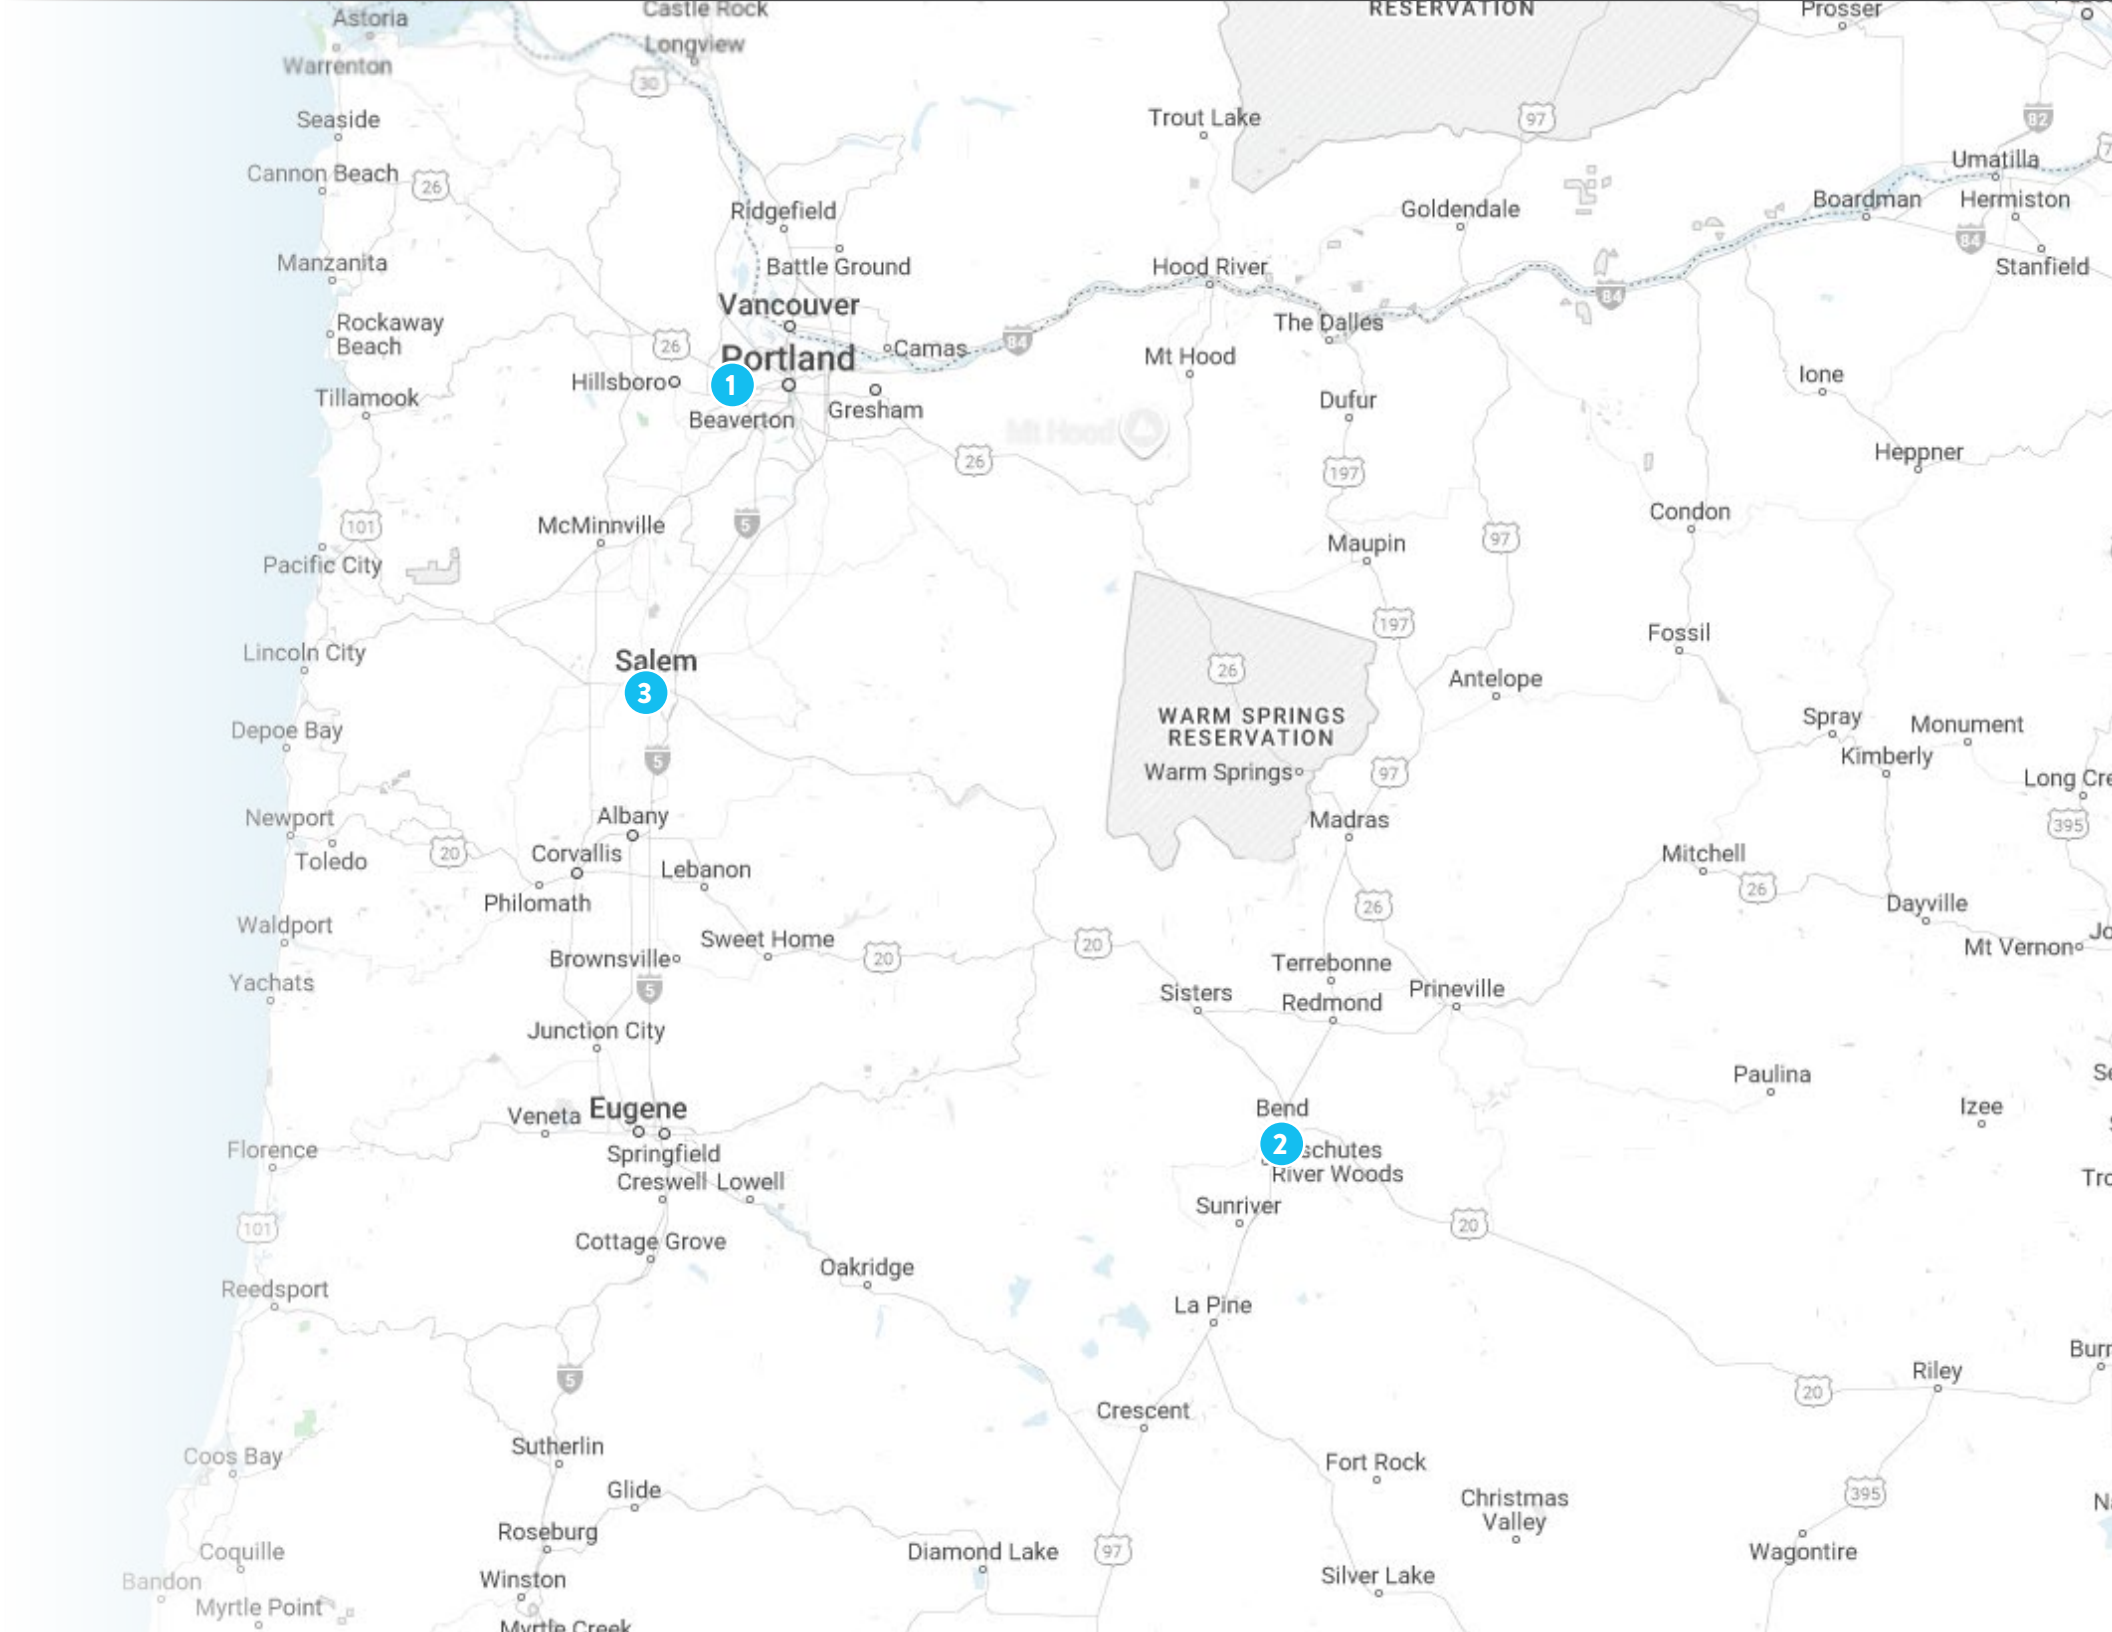 Castle Rock
RESERVATION
Prosser
Astoria
Longview
Warrenton
30
Seaside
Trout Lake
97
82
Cannon Beach
26
Umatilla
Ridgefield
Goldendale
Boardman
Hermiston
84
Manzanita
Battle Ground
Hood River
Stanfield
Vancouver
84
Rockaway
Beach
The Dalles
26
Portland
Camas
84
Mt Hood
Hillsboro
1
Ione
Tillamook
Beaverton
Gresham
Dufur
Mt Hood
26
197
Heppner
101
McMinnville
5
Condon
Pacific City
Maupin
97
197
Lincoln City
Salem
26
Fossil
3
Antelope
Depoe Bay
WARM SPRINGS
RESERVATION
Spray
Monument
5
Warm Springs
97
Kimberly
Long Cre
Newport
Albany
Madras
395
Toledo
20
Corvallis
Lebanon
Mitchell
26
Philomath
26
Dayville
Waldport
Sweet Home
20
20
Mt Vernon
Jo
Brownsville
Yachats
5
Terrebonne
Sisters
Redmond
Prineville
Junction City
Paulina
Se
Veneta
Eugene
Bend
Izee
Florence
Springfield
2
schutes
River Woods
Creswell
Lowell
Tro
101
Sunriver
20
Cottage Grove
Oakridge
Reedsport
La Pine
5
Burr
Riley
20
Crescent
Coos Bay
Sutherlin
Fort Rock
Glide
Christmas
Valley
395
Roseburg
Coquille
Diamond Lake
97
Wagontire
Bandon
Winston
Silver Lake
Myrtle Point
Myrtle Creek